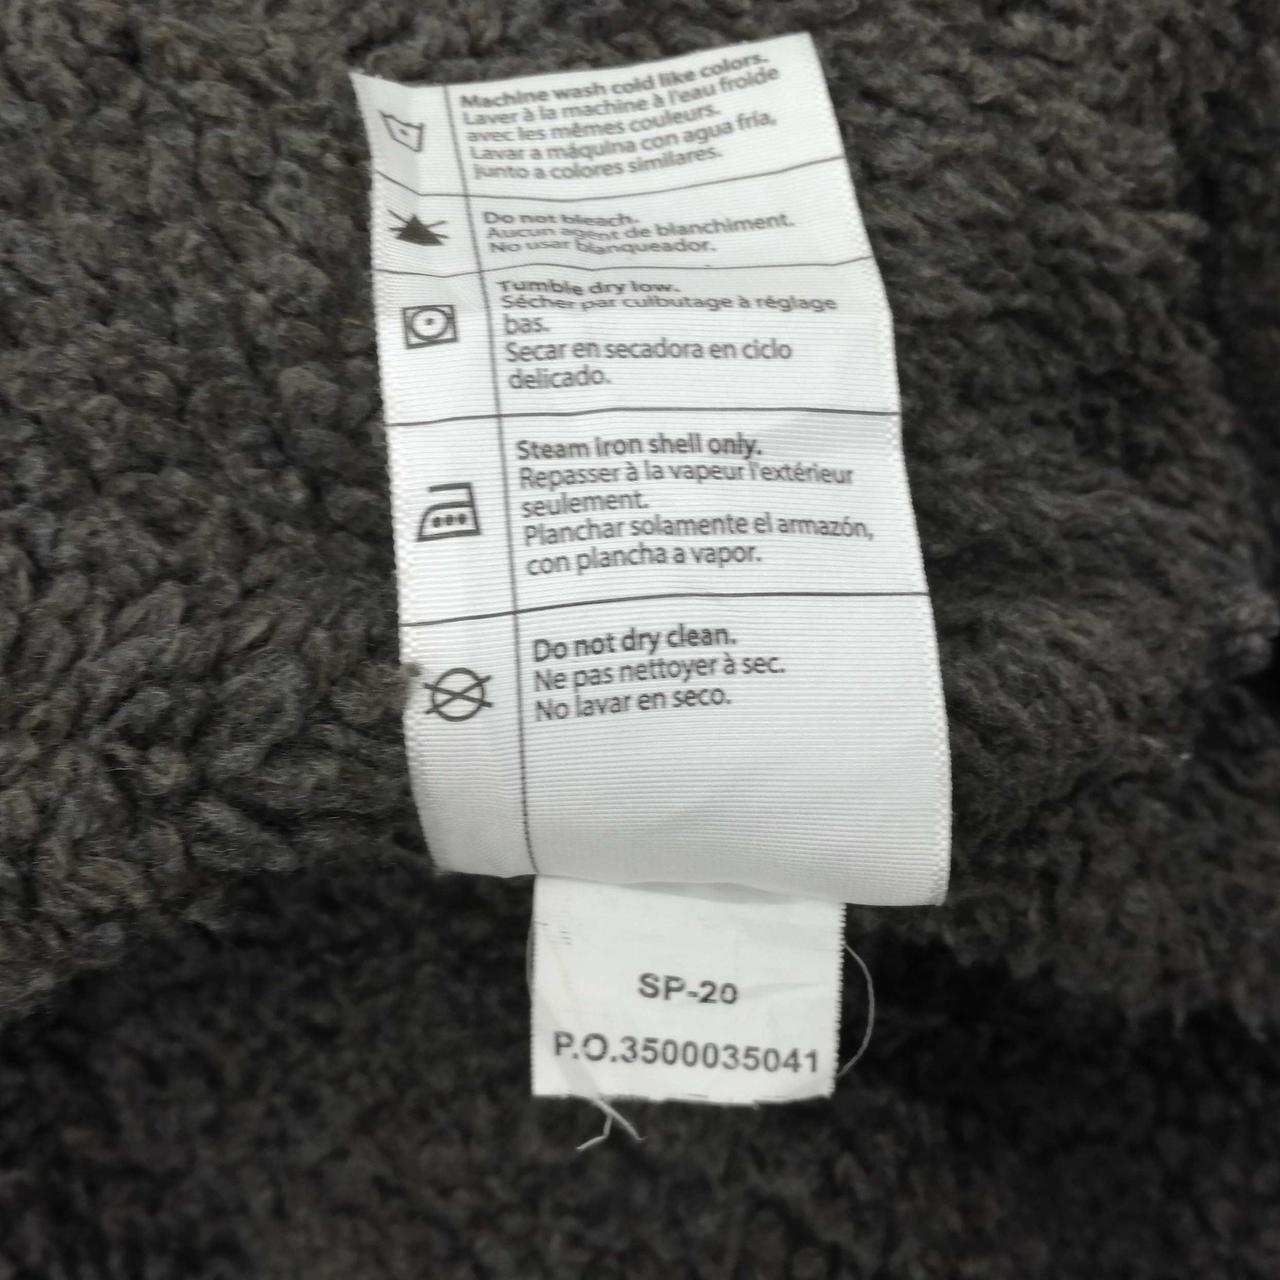 Machine wash cold like colors.
Laver à la machine à l'eau froide
avec les mêmes couleurs.
Lavar a máquina con agua fría,
junto a colores similares.
Do not bleach.
Aucun agent de blanchiment.
No usar blanqueador.
Tumble dry low.
Sécher par culbutage à réglage
bas.
Secar en secadora en ciclo
delicado.
Steam iron shell only.
Repasser à la vapeur l'extérieur
seulement.
Planchar solamente el armazón,
con plancha a vapor.
Do not dry clean.
Ne pas nettoyer à sec.
No lavar en seco.
SP-20
P.O.3500035041